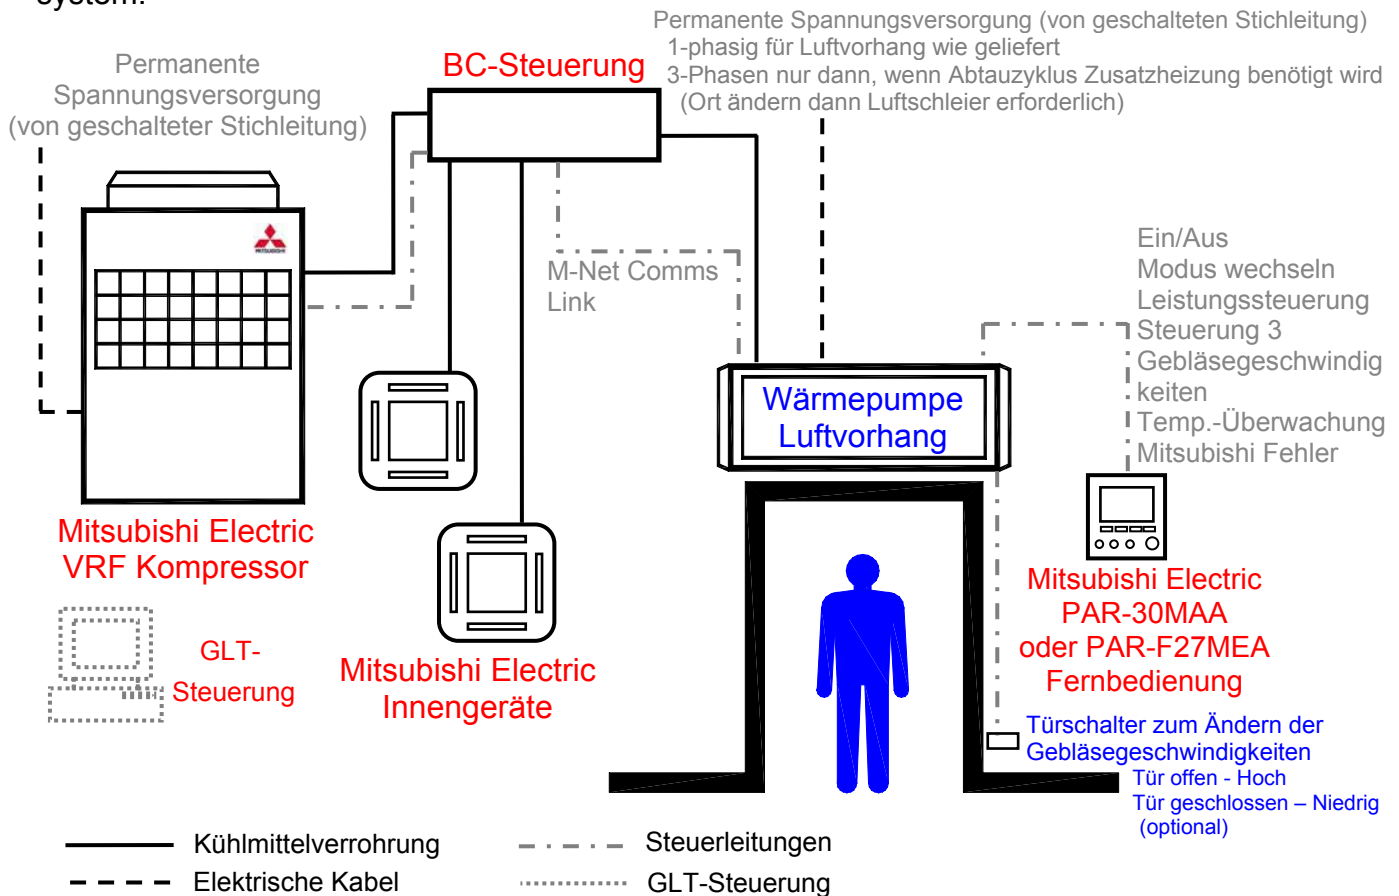 system.
Permanente Spannungsversorgung (von geschalteten Stichleitung)
1-phasig für Luftvorhang wie geliefert
3-Phasen nur dann, wenn Abtauzyklus Zusatzheizung benötigt wird
(Ort ändern dann Luftschleier erforderlich)
Permanente
Spannungsversorgung
(von geschalteter Stichleitung)
BC-Steuerung
MITSUBISHI
M-Net Comms
Link
Ein/Aus
Modus wechseln
Leistungssteuerung
Steuerung 3
Gebläsegeschwindig
keiten
Temp.-Überwachung
Mitsubishi Fehler
Wärmepumpe
Luftvorhang
Mitsubishi Electric
VRF Kompressor
GLT-
Steuerung
Mitsubishi Electric
Innengeräte
Mitsubishi Electric
PAR-30MAA
oder PAR-F27MEA
Fernbedienung
Türschalter zum Ändern der
Gebläsegeschwindigkeiten
Tür offen - Hoch
Tür geschlossen – Niedrig
(optional)
Kühlmittelverrohrung
Steuerleitungen
Elektrische Kabel
GLT-Steuerung